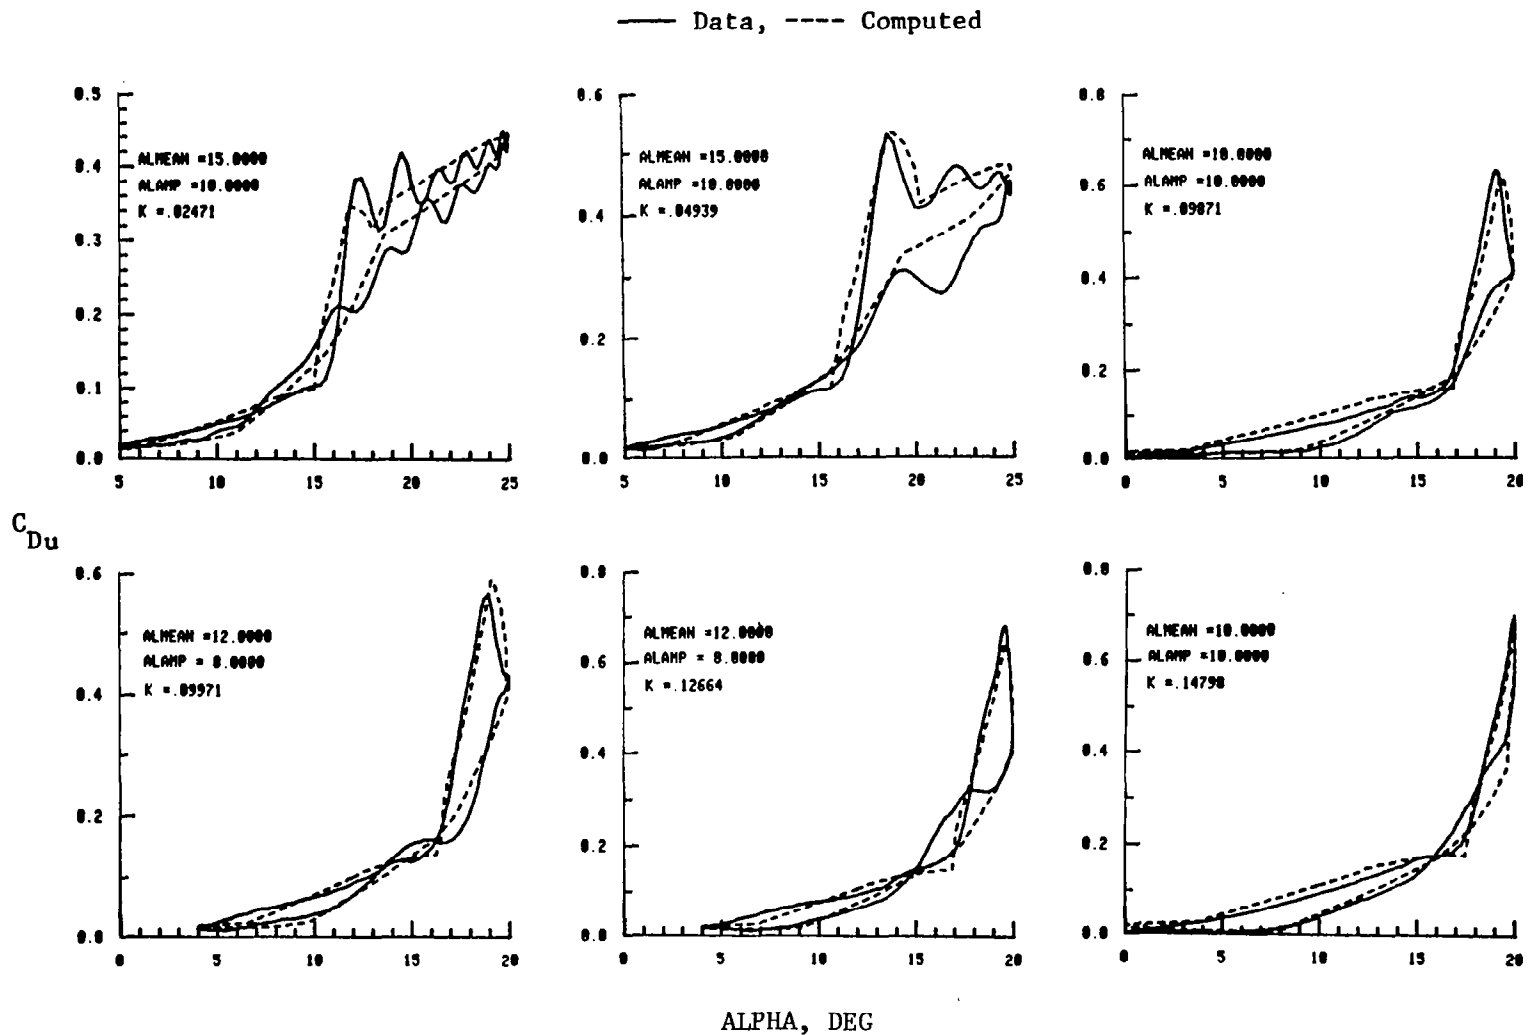 Data, Computed
0.5
0.4
0.3
0.2
0.1
0.0
ALMEAN =15.0000
ALAMP =10.0000
K =.02471
5 10 15 20 25
0.6
0.4
0.2
0.0
ALMEAN =15.0000
ALAMP =10.0000
K =.04939
5 10 15 20 25
0.8
0.6
0.4
0.2
0.0
ALMEAN =10.0000
ALAMP =10.0000
K =.09871
0 5 10 15 20
C_Du
0.6
0.4
0.2
0.0
ALMEAN =12.0000
ALAMP = 8.0000
K =.09971
0 5 10 15 20
0.8
0.6
0.4
0.2
0.0
ALMEAN =12.0000
ALAMP = 8.0000
K =.12664
0 5 10 15 20
0.8
0.6
0.4
0.2
0.0
ALMEAN =10.0000
ALAMP =10.0000
K =.14798
0 5 10 15 20
ALPHA, DEG